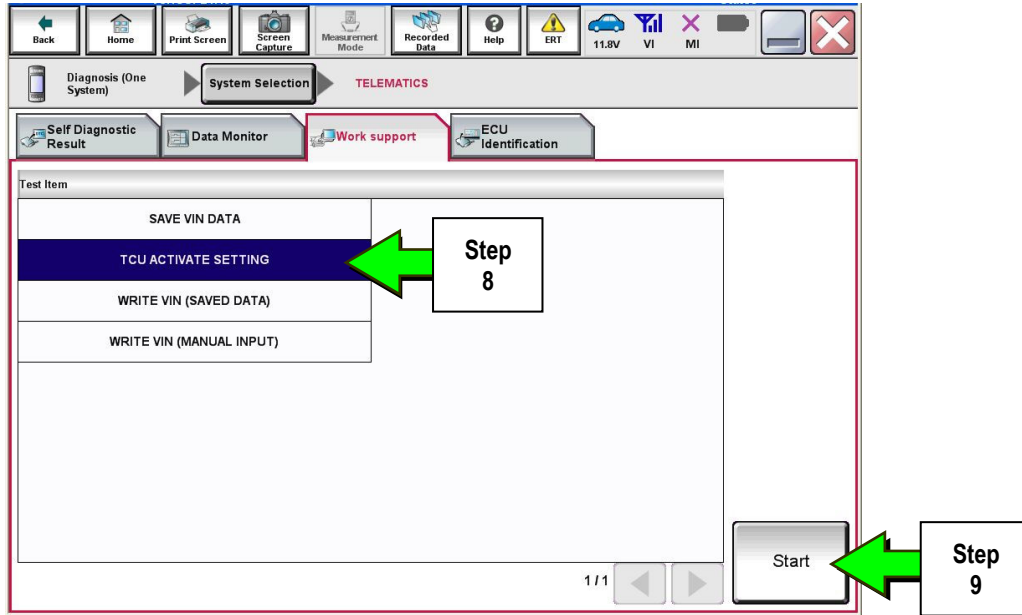 Back
Home
Print Screen
Screen
Capture
Measurement
Mode
Recorded
Data
Help
ERT
11.8V
VI
MI
Diagnosis (One
System)
System Selection
TELEMATICS
Self Diagnostic
Result
Data Monitor
Work support
ECU
Identification
Test Item
SAVE VIN DATA
TCU ACTIVATE SETTING
WRITE VIN (SAVED DATA)
WRITE VIN (MANUAL INPUT)
Step
8
1/1
Start
Step
9